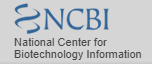 NCBI
National Center for
Biotechnology Information